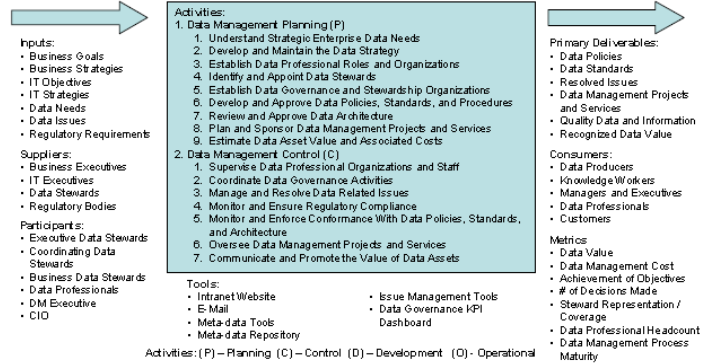 Inputs:
• Business Goals
• Business Strategies
• IT Objectives
• IT Strategies
• Data Needs
• Data Issues
• Regulatory Requirements
Suppliers:
• Business Executives
• IT Executives
• Data Stewards
• Regulatory Bodies
Participants:
• Executive Data Stewards
• Coordinating Data
Stewards
• Business Data Stewards
• Data Professionals
• DM Executive
• CIO
Activities:
1. Data Management Planning (P)
1. Understand Strategic Enterprise Data Needs
2. Develop and Maintain the Data Strategy
3. Establish Data Professional Roles and Organizations
4. Identify and Appoint Data Stewards
5. Establish Data Governance and Stewardship Organizations
6. Develop and Approve Data Policies, Standards, and Procedures
7. Review and Approve Data Architecture
8. Plan and Sponsor Data Management Projects and Services
9. Estimate Data Asset Value and Associated Costs
2. Data Management Control (C)
1. Supervise Data Professional Organizations and Staff
2. Coordinate Data Governance Activities
3. Manage and Resolve Data Related Issues
4. Monitor and Ensure Regulatory Compliance
5. Monitor and Enforce Conformance With Data Policies, Standards,
and Architecture
6. Oversee Data Management Projects and Services
7. Communicate and Promote the Value of Data Assets
Tools:
• Intranet Website
• E-Mail
• Meta-data Tools
• Meta-data Repository
• Issue Management Tools
• Data Governance KPI
Dashboard
Primary Deliverables:
• Data Policies
• Data Standards
• Resolved Issues
• Data Management Projects
and Services
• Quality Data and Information
• Recognized Data Value
Consumers:
• Data Producers
• Knowledge Workers
• Managers and Executives
• Data Professionals
• Customers
Metrics
• Data Value
• Data Management Cost
• Achievement of Objectives
• # of Decisions Made
• Steward Representation /
Coverage
• Data Professional Headcount
• Data Management Process
Maturity
Activities: (P) – Planning (C) – Control (D) – Development (O) - Operational